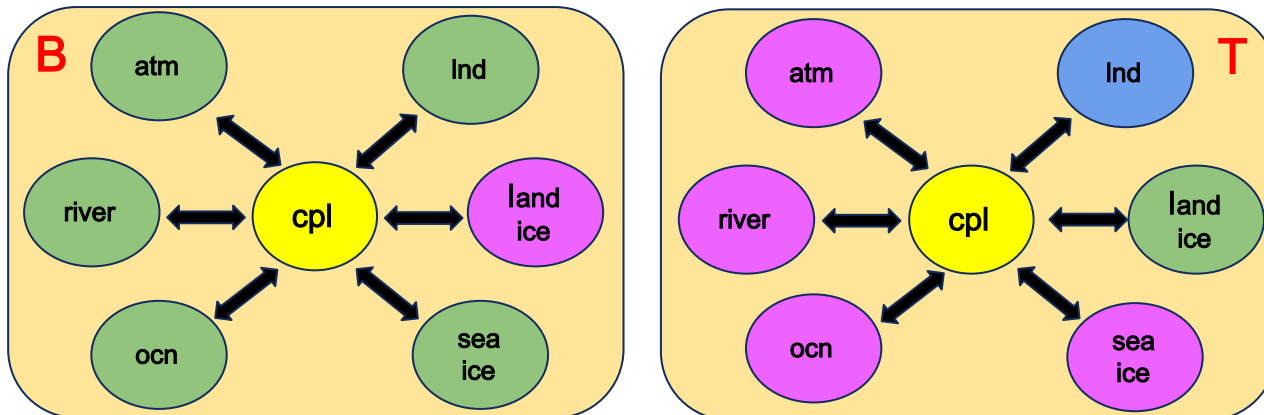 B
atm
lnd
river
cpl
land
ice
ocn
sea
ice
T
atm
lnd
river
cpl
land
ice
ocn
sea
ice